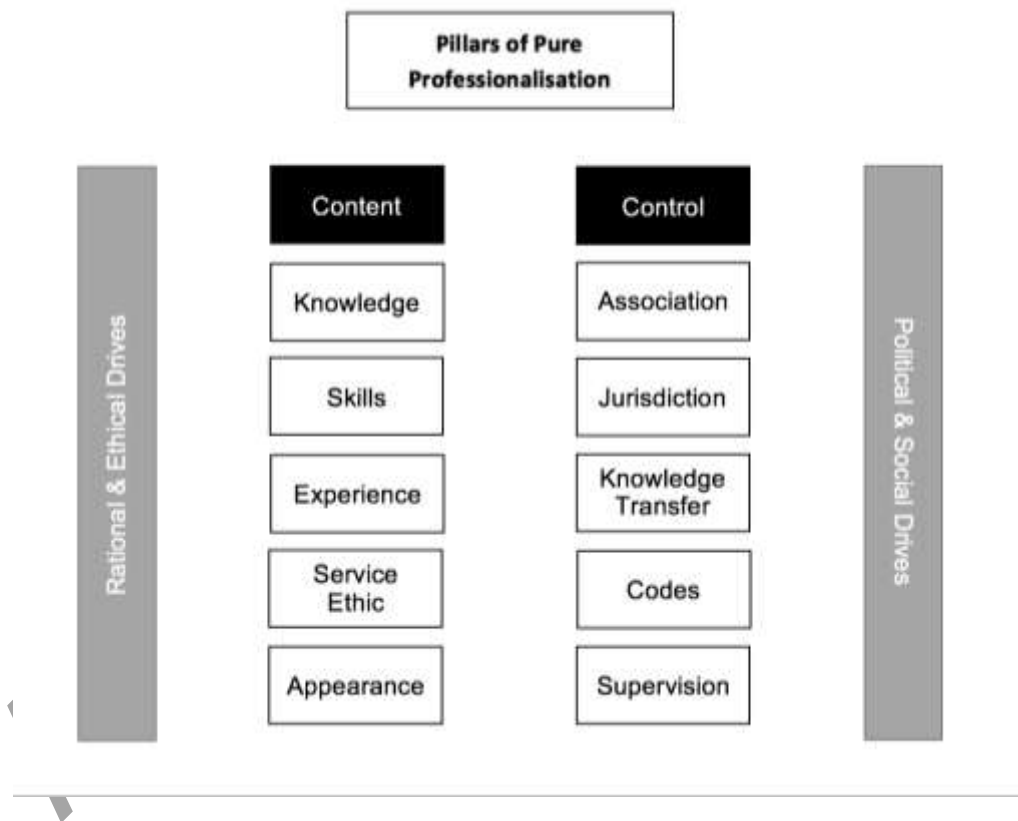 Pillars of Pure
Professionalisation
Rational & Ethical Drives
Content
Knowledge
Skills
Experience
Service
Ethic
Appearance
Control
Association
Jurisdiction
Knowledge
Transfer
Codes
Supervision
Political & Social Drives